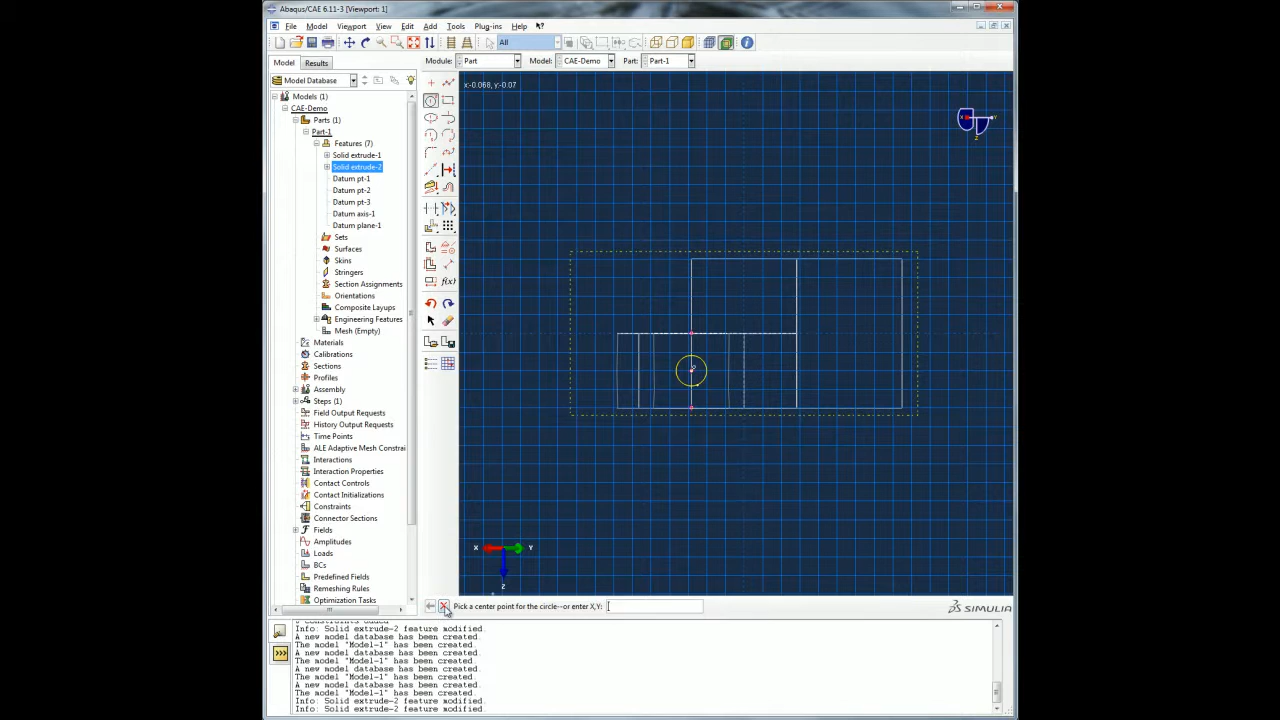 Abaqus/CAE 6.11-3 [Viewport: 1]
File Model Viewport View Edit Add Tools Plug-ins Help
All
Model Results
Module: Part Model: CAE-Demo Part: Part-1
Model Database
x:-0.068, y:-0.07
Models (1)
CAE-Demo
Parts (1)
Part-1
Features (7)
Solid extrude-1
Solid extrude-2
Datum pt-1
Datum pt-2
Datum pt-3
Datum axis-1
Datum plane-1
Sets
Surfaces
Skins
Stringers
Section Assignments
Orientations
Composite Layups
Engineering Features
Mesh (Empty)
Materials
Calibrations
Sections
Profiles
Assembly
Steps (1)
Field Output Requests
History Output Requests
Time Points
ALE Adaptive Mesh Constrai
Interactions
Interaction Properties
Contact Controls
Contact Initializations
Constraints
Connector Sections
Fields
Amplitudes
Loads
BCs
Predefined Fields
Remeshing Rules
Optimization Tasks
f(x)
X Y
Z
X Y
Z
Pick a center point for the circle--or enter X,Y:
SIMULIA
>>>
Info: Solid extrude-2 feature modified.
A new model database has been created.
The model "Model-1" has been created.
A new model database has been created.
The model "Model-1" has been created.
A new model database has been created.
The model "Model-1" has been created.
A new model database has been created.
The model "Model-1" has been created.
Info: Solid extrude-2 feature modified.
Info: Solid extrude-2 feature modified.